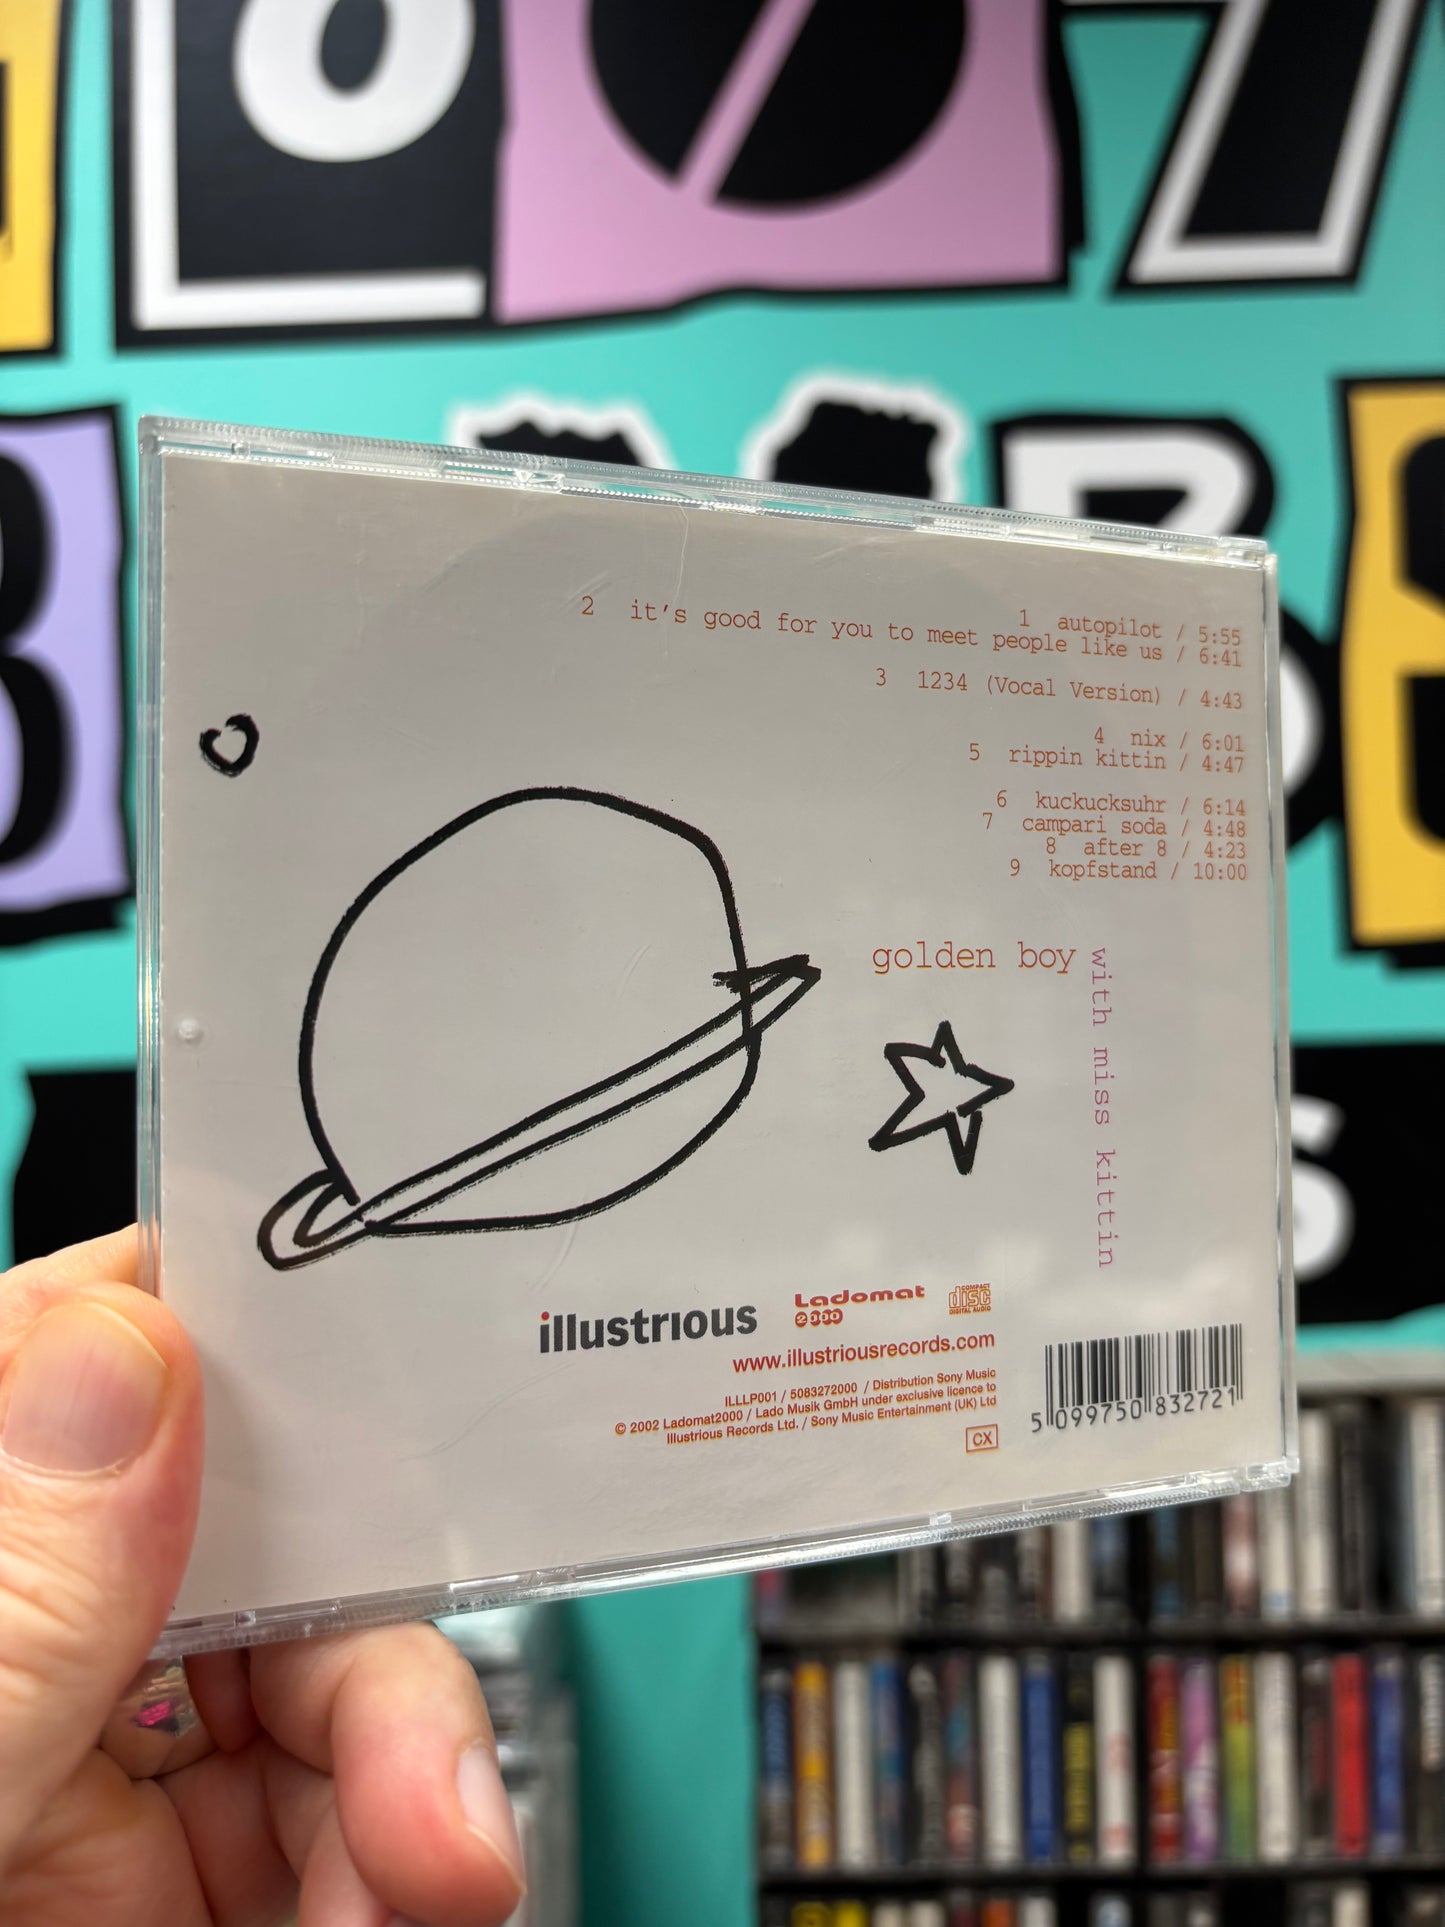 1 autopilot / 5:55
2 it's good for you to meet people like us / 6:41
3 1234 (Vocal Version) / 4:43
4 nix / 6:01
5 rippin kittin / 4:47
6 kuckucksuhr / 6:14
7 campari soda / 4:48
8 after 8 / 4:23
9 kopfstand / 10:00
golden boy
with miss kittin
illustrious
Ladomat
2000
COMPACT
disc
DIGITAL AUDIO
www.illustriousrecords.com
ILLLP001 / 5083272000 / Distribution Sony Music
© 2002 Ladomat2000 / Lado Musik GmbH under exclusive licence to
Illustrious Records Ltd. / Sony Music Entertainment (UK) Ltd
CX
5 099750 832721